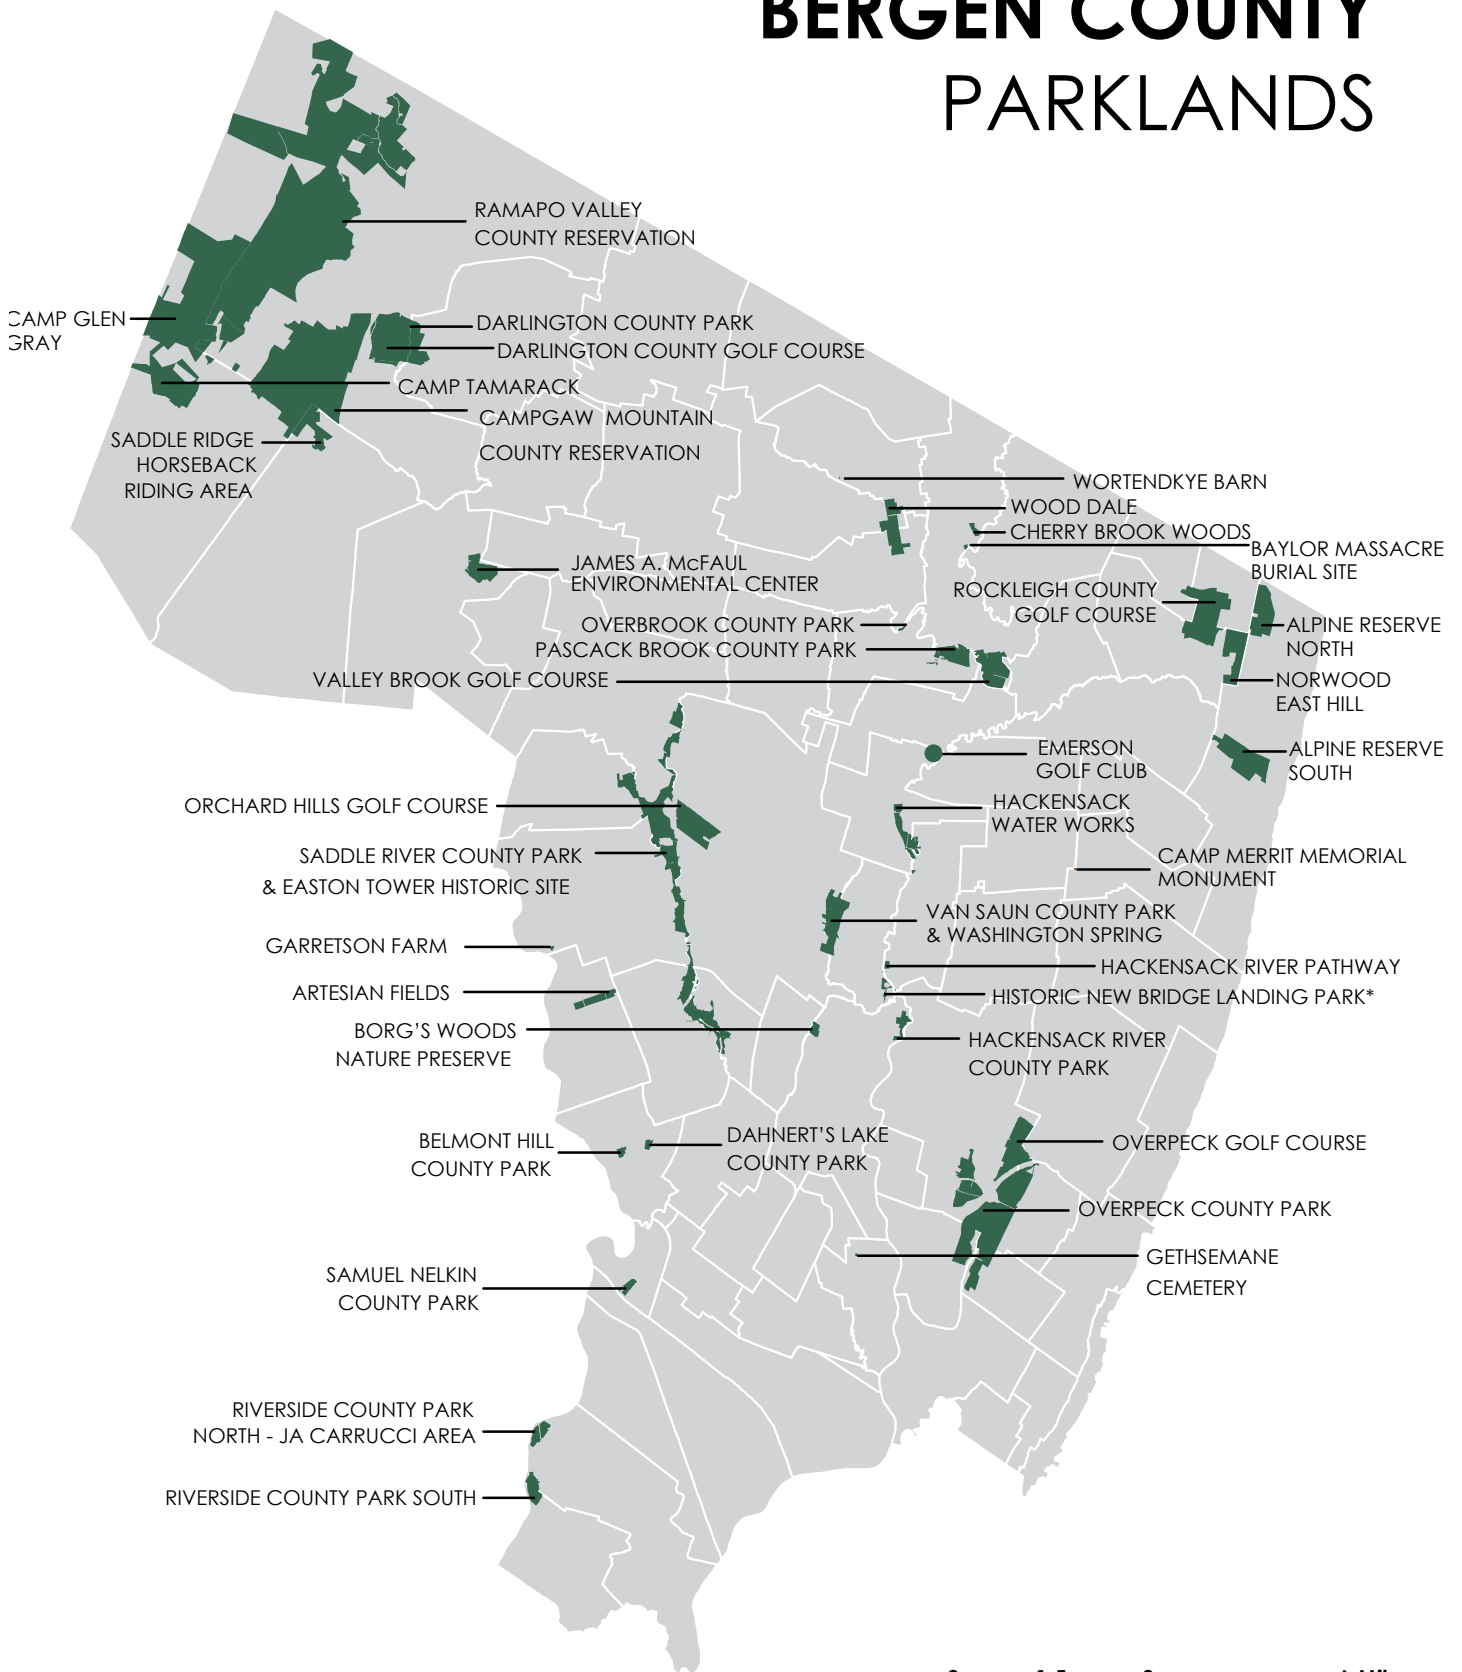 BERGEN COUNTY
PARKLANDS
RAMAPO VALLEY
COUNTY RESERVATION
CAMP GLEN
GRAY
DARLINGTON COUNTY PARK
DARLINGTON COUNTY GOLF COURSE
CAMP TAMARACK
CAMPGAW MOUNTAIN
COUNTY RESERVATION
SADDLE RIDGE
HORSEBACK
RIDING AREA
WORTENDKYE BARN
WOOD DALE
CHERRY BROOK WOODS
BAYLOR MASSACRE
BURIAL SITE
JAMES A. McFAUL
ENVIRONMENTAL CENTER
ROCKLEIGH COUNTY
GOLF COURSE
OVERBROOK COUNTY PARK
PASCACK BROOK COUNTY PARK
VALLEY BROOK GOLF COURSE
ALPINE RESERVE
NORTH
NORWOOD
EAST HILL
EMERSON
GOLF CLUB
ALPINE RESERVE
SOUTH
ORCHARD HILLS GOLF COURSE
HACKENSACK
WATER WORKS
SADDLE RIVER COUNTY PARK
& EASTON TOWER HISTORIC SITE
CAMP MERRIT MEMORIAL
MONUMENT
VAN SAUN COUNTY PARK
& WASHINGTON SPRING
GARRETSON FARM
HACKENSACK RIVER PATHWAY
ARTESIAN FIELDS
HISTORIC NEW BRIDGE LANDING PARK*
BORG'S WOODS
NATURE PRESERVE
HACKENSACK RIVER
COUNTY PARK
BELMONT HILL
COUNTY PARK
DAHNERT'S LAKE
COUNTY PARK
OVERPECK GOLF COURSE
OVERPECK COUNTY PARK
GETHSEMANE
CEMETERY
SAMUEL NELKIN
COUNTY PARK
RIVERSIDE COUNTY PARK
NORTH - JA CARRUCCI AREA
RIVERSIDE COUNTY PARK SOUTH